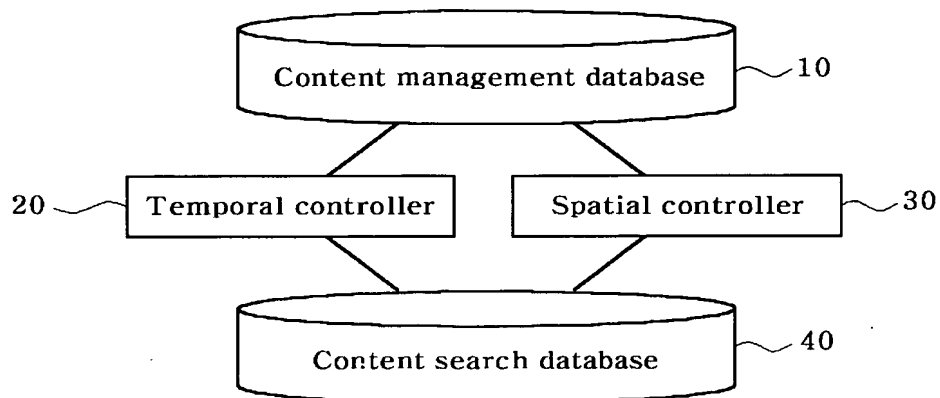 Content management database
10
20
Temporal controller
Spatial controller
30
Content search database
40